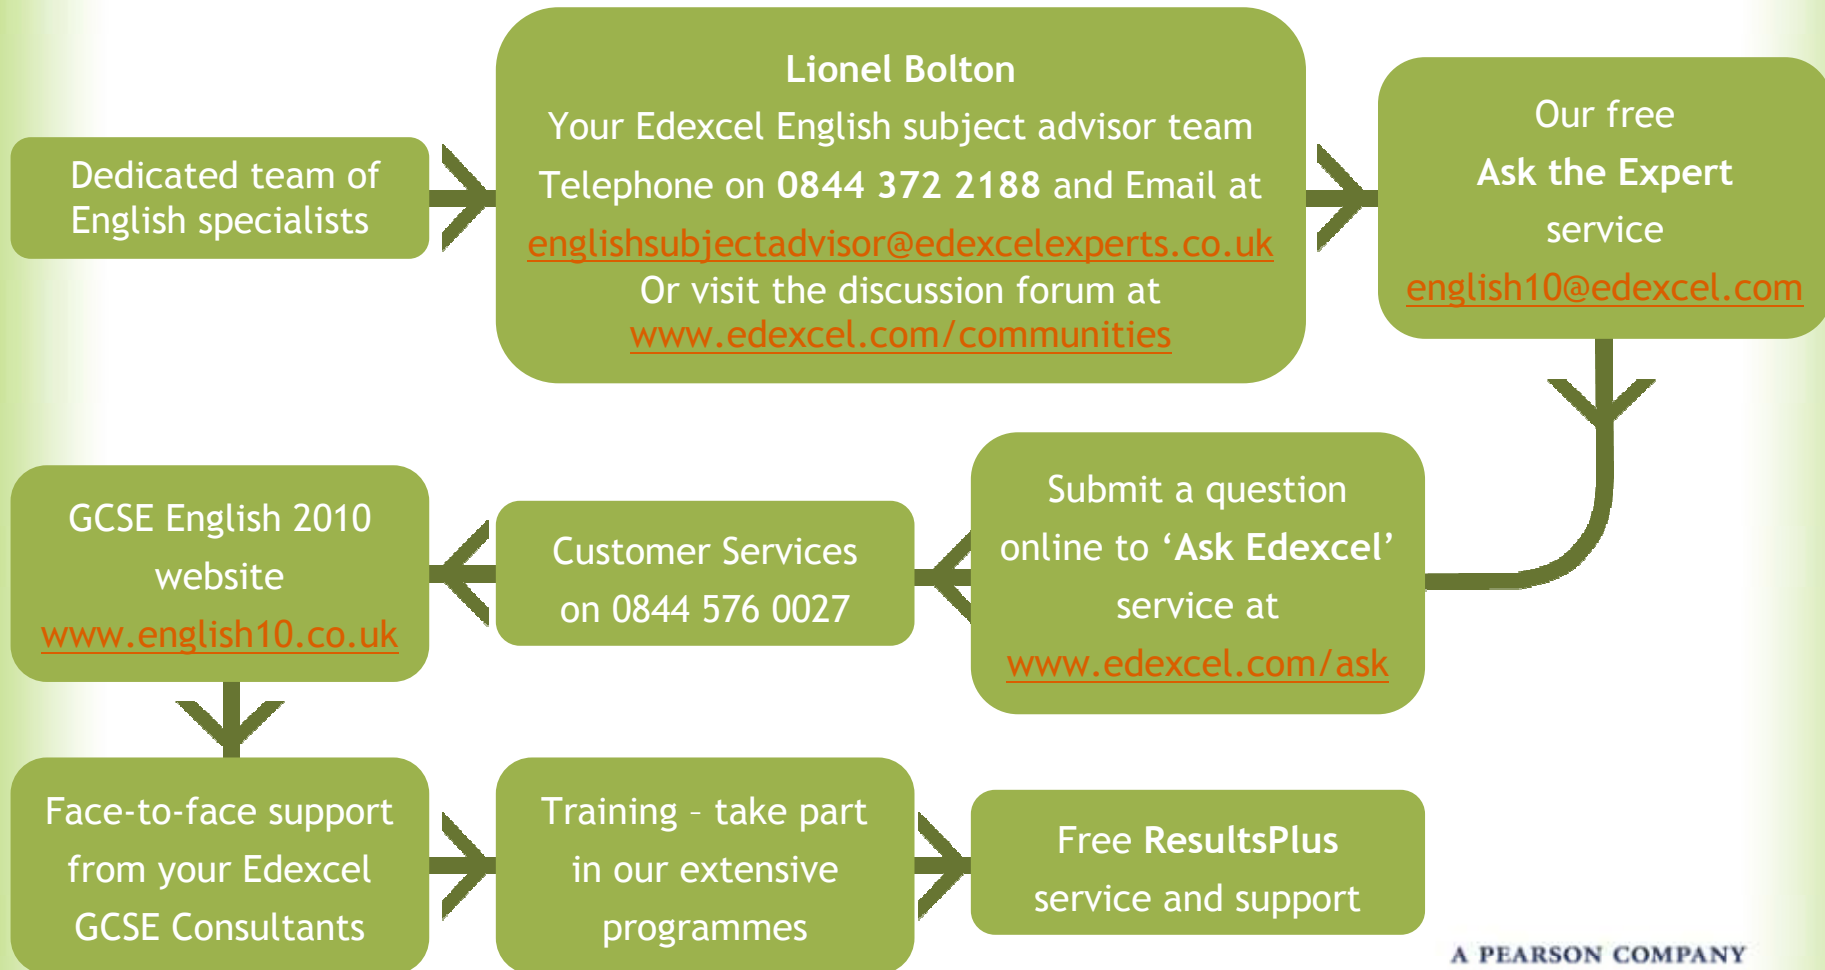 Dedicated team of
English specialists
Lionel Bolton
Your Edexcel English subject advisor team
Telephone on 0844 372 2188 and Email at
englishsubjectadvisor@edexcelexperts.co.uk
Or visit the discussion forum at
www.edexcel.com/communities
Our free
Ask the Expert
service
english10@edexcel.com
Submit a question
online to ‘Ask Edexcel’
service at
www.edexcel.com/ask
Customer Services
on 0844 576 0027
GCSE English 2010
website
www.english10.co.uk
Face-to-face support
from your Edexcel
GCSE Consultants
Training – take part
in our extensive
programmes
Free ResultsPlus
service and support
A PEARSON COMPANY